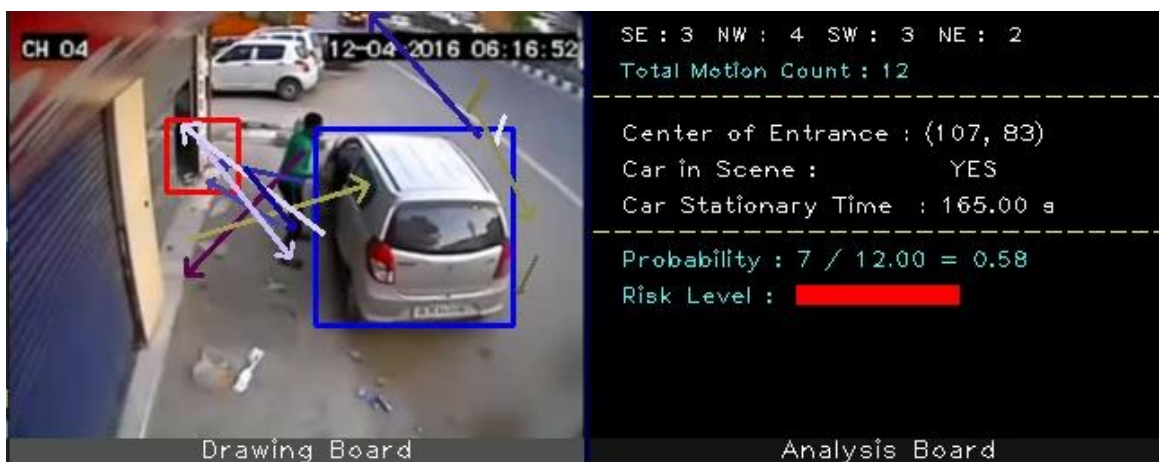 CH 04
12-04-2016 06:16:52
Drawing Board
SE: 3 NW: 4 SW: 3 NE: 2
Total Motion Count : 12
Center of Entrance : (107, 83)
Car in Scene : YES
Car Stationary Time : 165.00 s
Probability : 7 / 12.00 = 0.58
Risk Level :
Analysis Board